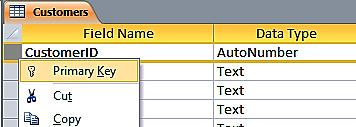 Customers
Field Name Data Type
CustomerID AutoNumber
Primary Key Text
Cut Text
Text
Copy Text